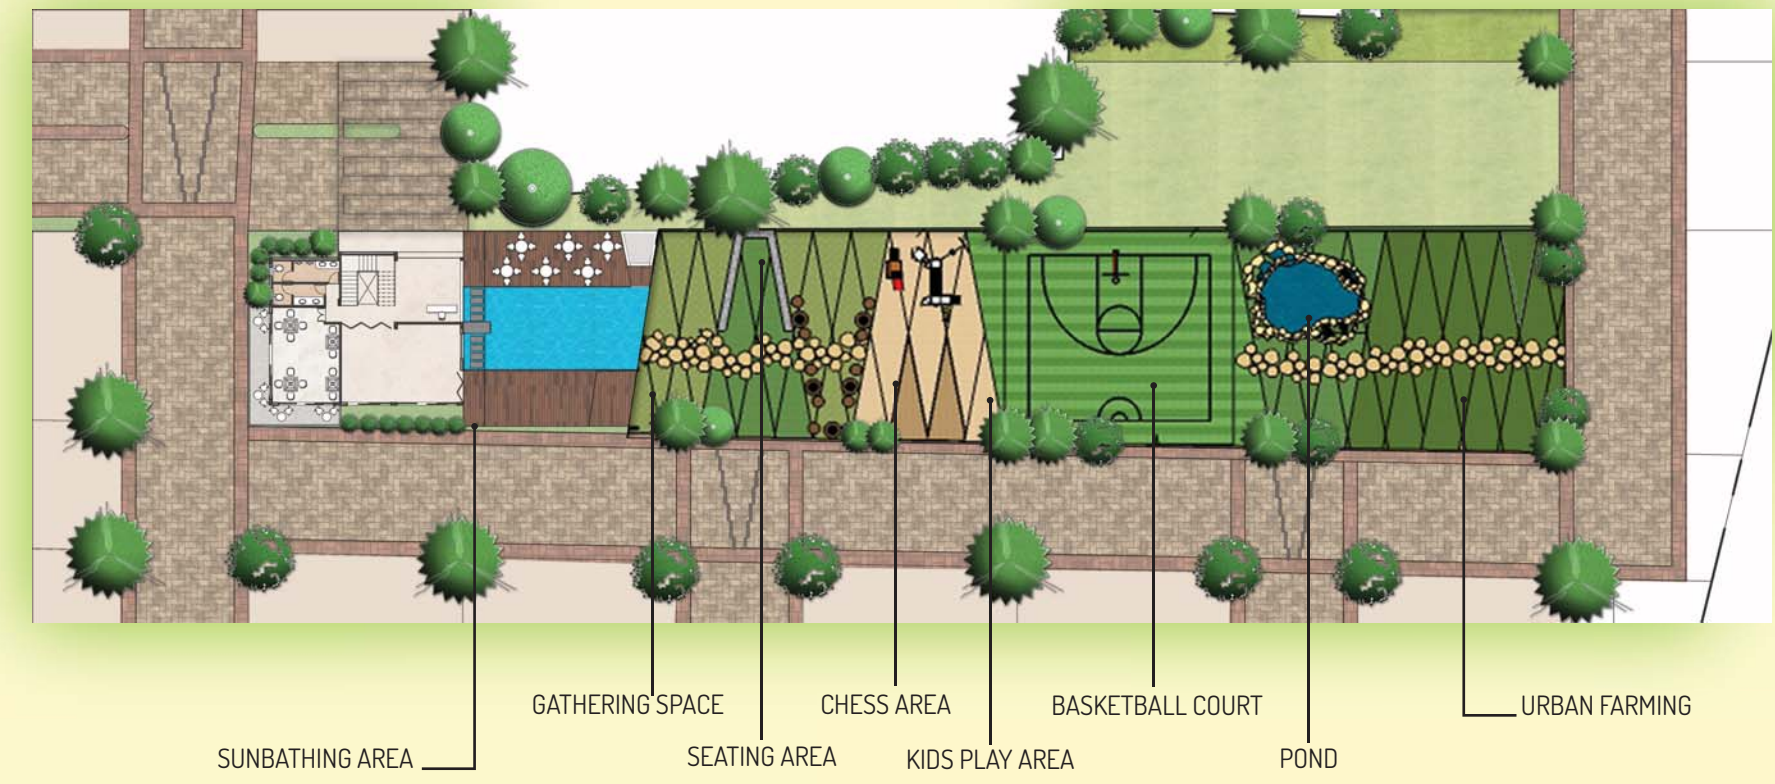 GATHERING SPACE
CHESS AREA
BASKETBALL COURT
URBAN FARMING
SUNBATHING AREA
SEATING AREA
KIDS PLAY AREA
POND